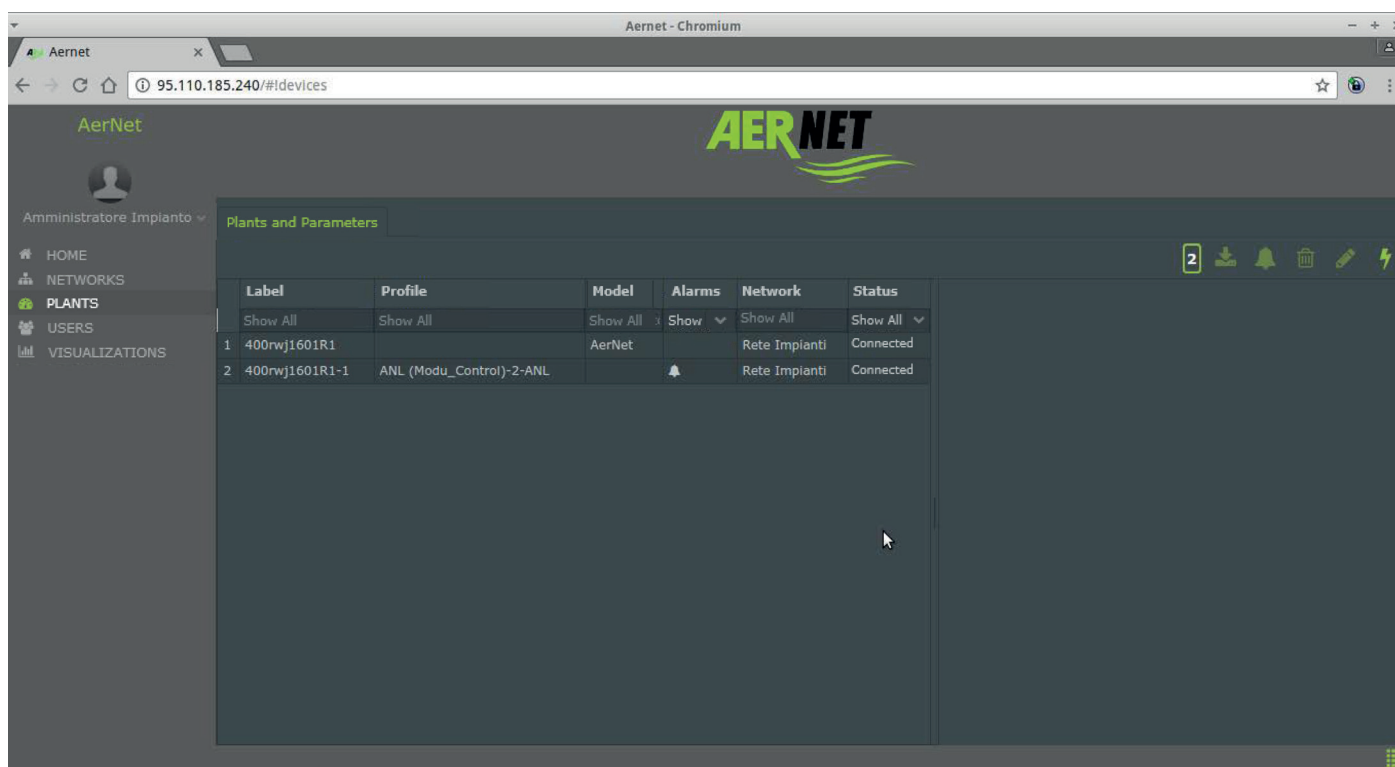 Aernet - Chromium
Aernet
95.110.185.240/#!devices
AerNet
AERNET
Amministratore Impianto
Plants and Parameters
HOME
NETWORKS
PLANTS
USERS
VISUALIZATIONS
2
Label Profile Model Alarms Network Status
Show All Show All Show All Show Show All Show All
1 400rwj1601R1 AerNet Rete Impianti Connected
2 400rwj1601R1-1 ANL (Modu_Control)-2-ANL Rete Impianti Connected